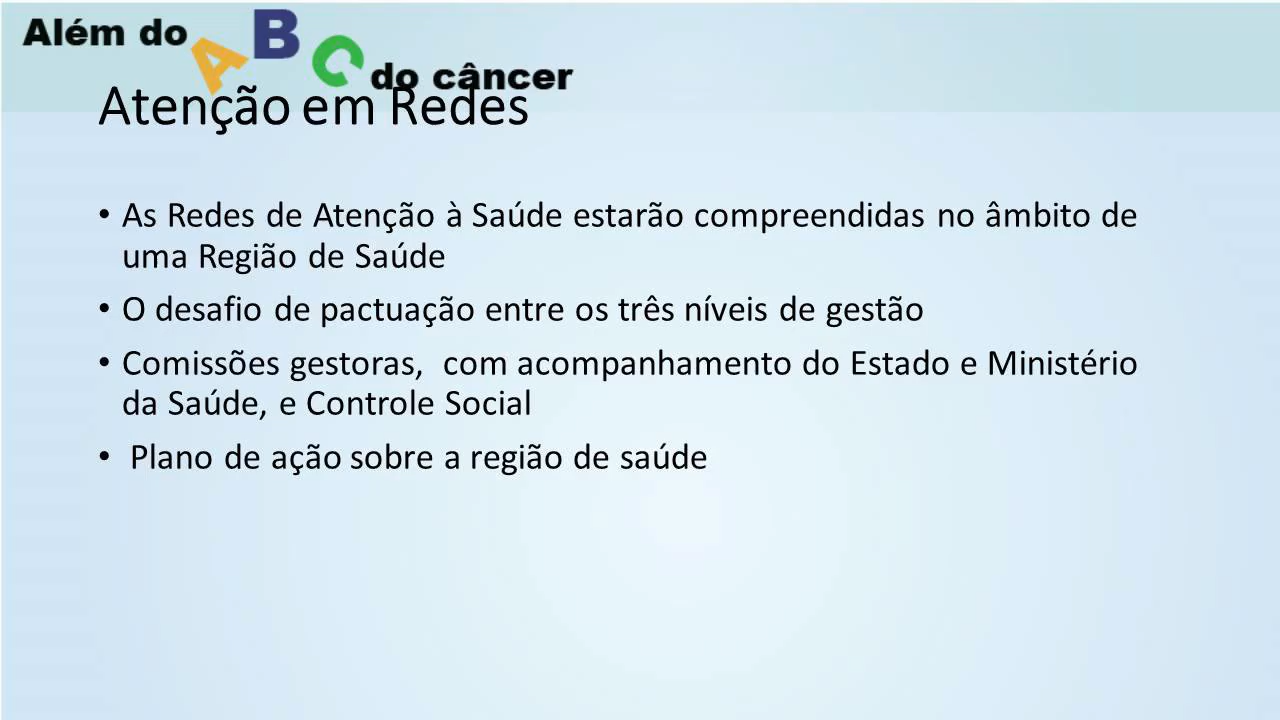 Além do
ABC
do câncer
Atenção em Redes
• As Redes de Atenção à Saúde estarão compreendidas no âmbito de
uma Região de Saúde
• O desafio de pactuação entre os três níveis de gestão
• Comissões gestoras, com acompanhamento do Estado e Ministério
da Saúde, e Controle Social
• Plano de ação sobre a região de saúde